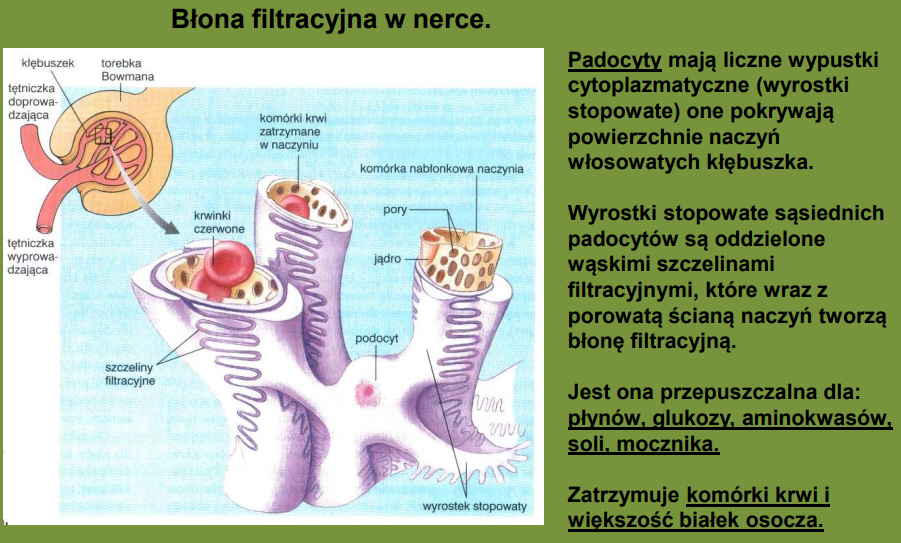 Błona filtracyjna w nerce.
kłębuszek
torebka
Bowmana
tętniczka
doprowa-
dzająca
komórki krwi
zatrzymane
w naczyniu
komórka nabłonkowa naczynia
krwinki
czerwone
pory
jądro
tętniczka
wyprowa-
dzająca
podocyt
szczeliny
filtracyjne
wyrostek stopowaty
Padocyty mają liczne wypustki
cytoplazmatyczne (wyrostki
stopowate) one pokrywają
powierzchnie naczyń
włosowatych kłębuszka.
Wyrostki stopowate sąsiednich
padocytów są oddzielone
wąskimi szczelinami
filtracyjnymi, które wraz z
porowatą ścianą naczyń tworzą
błonę filtracyjną.
Jest ona przepuszczalna dla:
płynów, glukozy, aminokwasów,
soli, mocznika.
Zatrzymuje komórki krwi i
większość białek osocza.